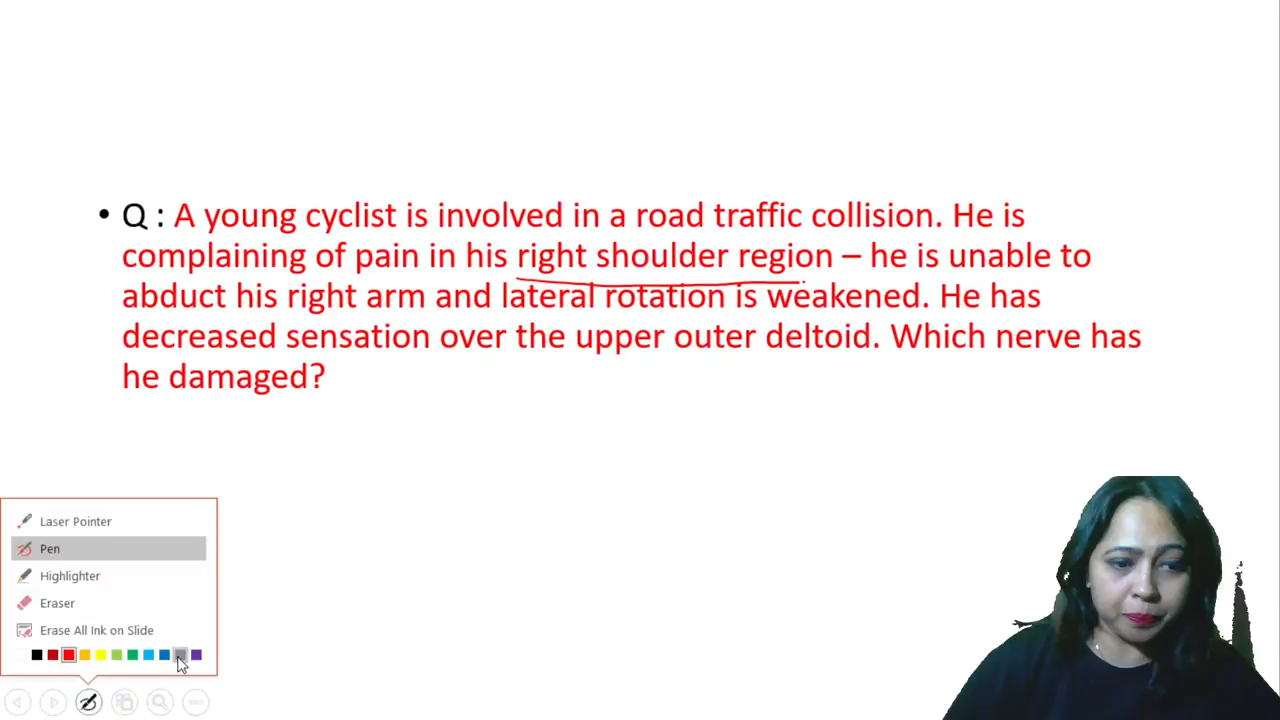 • Q : A young cyclist is involved in a road traffic collision. He is
complaining of pain in his right shoulder region – he is unable to
abduct his right arm and lateral rotation is weakened. He has
decreased sensation over the upper outer deltoid. Which nerve has
he damaged?
Laser Pointer
Pen
Highlighter
Eraser
Erase All Ink on Slide